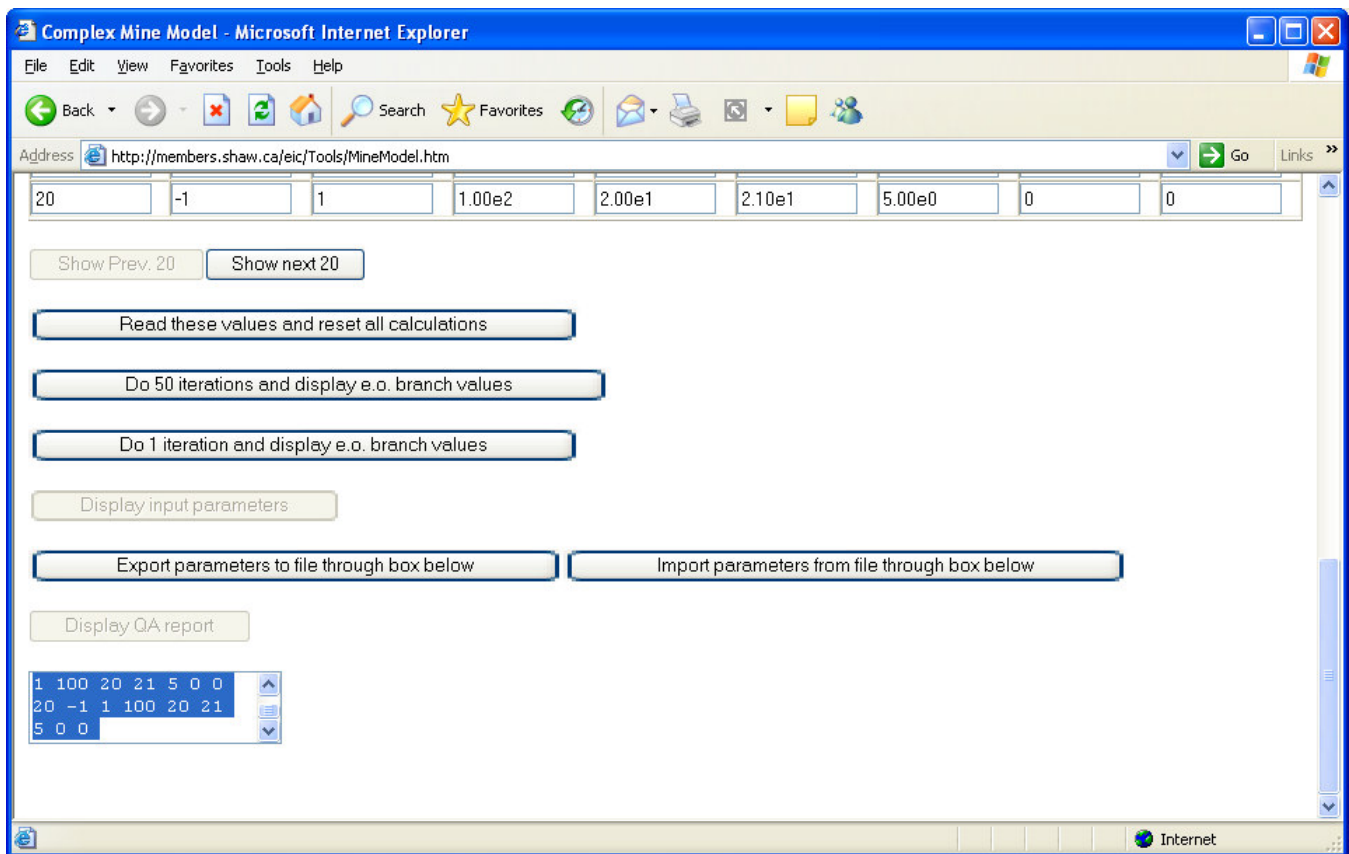 Complex Mine Model - Microsoft Internet Explorer
File Edit View Favorites Tools Help
Back Search Favorites
Address http://members.shaw.ca/eic/Tools/MineModel.htm Go Links »
20 -1 1 1.00e2 2.00e1 2.10e1 5.00e0 0 0
Show Prev. 20 Show next 20
Read these values and reset all calculations
Do 50 iterations and display e.o. branch values
Do 1 iteration and display e.o. branch values
Display input parameters
Export parameters to file through box below Import parameters from file through box below
Display QA report
1 100 20 21 5 0 0
20 -1 1 100 20 21
5 0 0
Internet